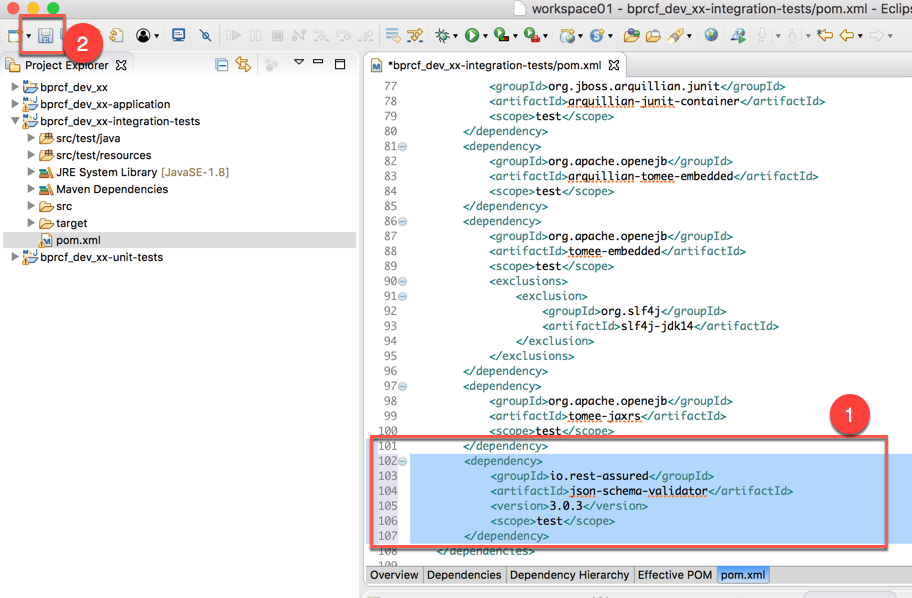 workspace01 - bprcf_dev_xx-integration-tests/pom.xml - Eclips
2
Project Explorer
*bprcf_dev_xx-integration-tests/pom.xml
bprcf_dev_xx
bprcf_dev_xx-application
bprcf_dev_xx-integration-tests
src/test/java
src/test/resources
JRE System Library [JavaSE-1.8]
Maven Dependencies
src
target
pom.xml
bprcf_dev_xx-unit-tests
77 <groupId>org.jboss.arquillian.junit</groupId>
78 <artifactId>arquillian-junit-container</artifactId>
79 <scope>test</scope>
80 </dependency>
81 <dependency>
82 <groupId>org.apache.openejb</groupId>
83 <artifactId>arquillian-tomee-embedded</artifactId>
84 <scope>test</scope>
85 </dependency>
86 <dependency>
87 <groupId>org.apache.openejb</groupId>
88 <artifactId>tomee-embedded</artifactId>
89 <scope>test</scope>
90 <exclusions>
91 <exclusion>
92 <groupId>org.slf4j</groupId>
93 <artifactId>slf4j-jdk14</artifactId>
94 </exclusion>
95 </exclusions>
96 </dependency>
97 <dependency>
98 <groupId>org.apache.openejb</groupId>
99 <artifactId>tomee-jaxrs</artifactId>
100 <scope>test</scope>
1
101 </dependency>
102 <dependency>
103 <groupId>io.rest-assured</groupId>
104 <artifactId>json-schema-validator</artifactId>
105 <version>3.0.3</version>
106 <scope>test</scope>
107 </dependency>
108 </dependencies>
109
Overview Dependencies Dependency Hierarchy Effective POM pom.xml